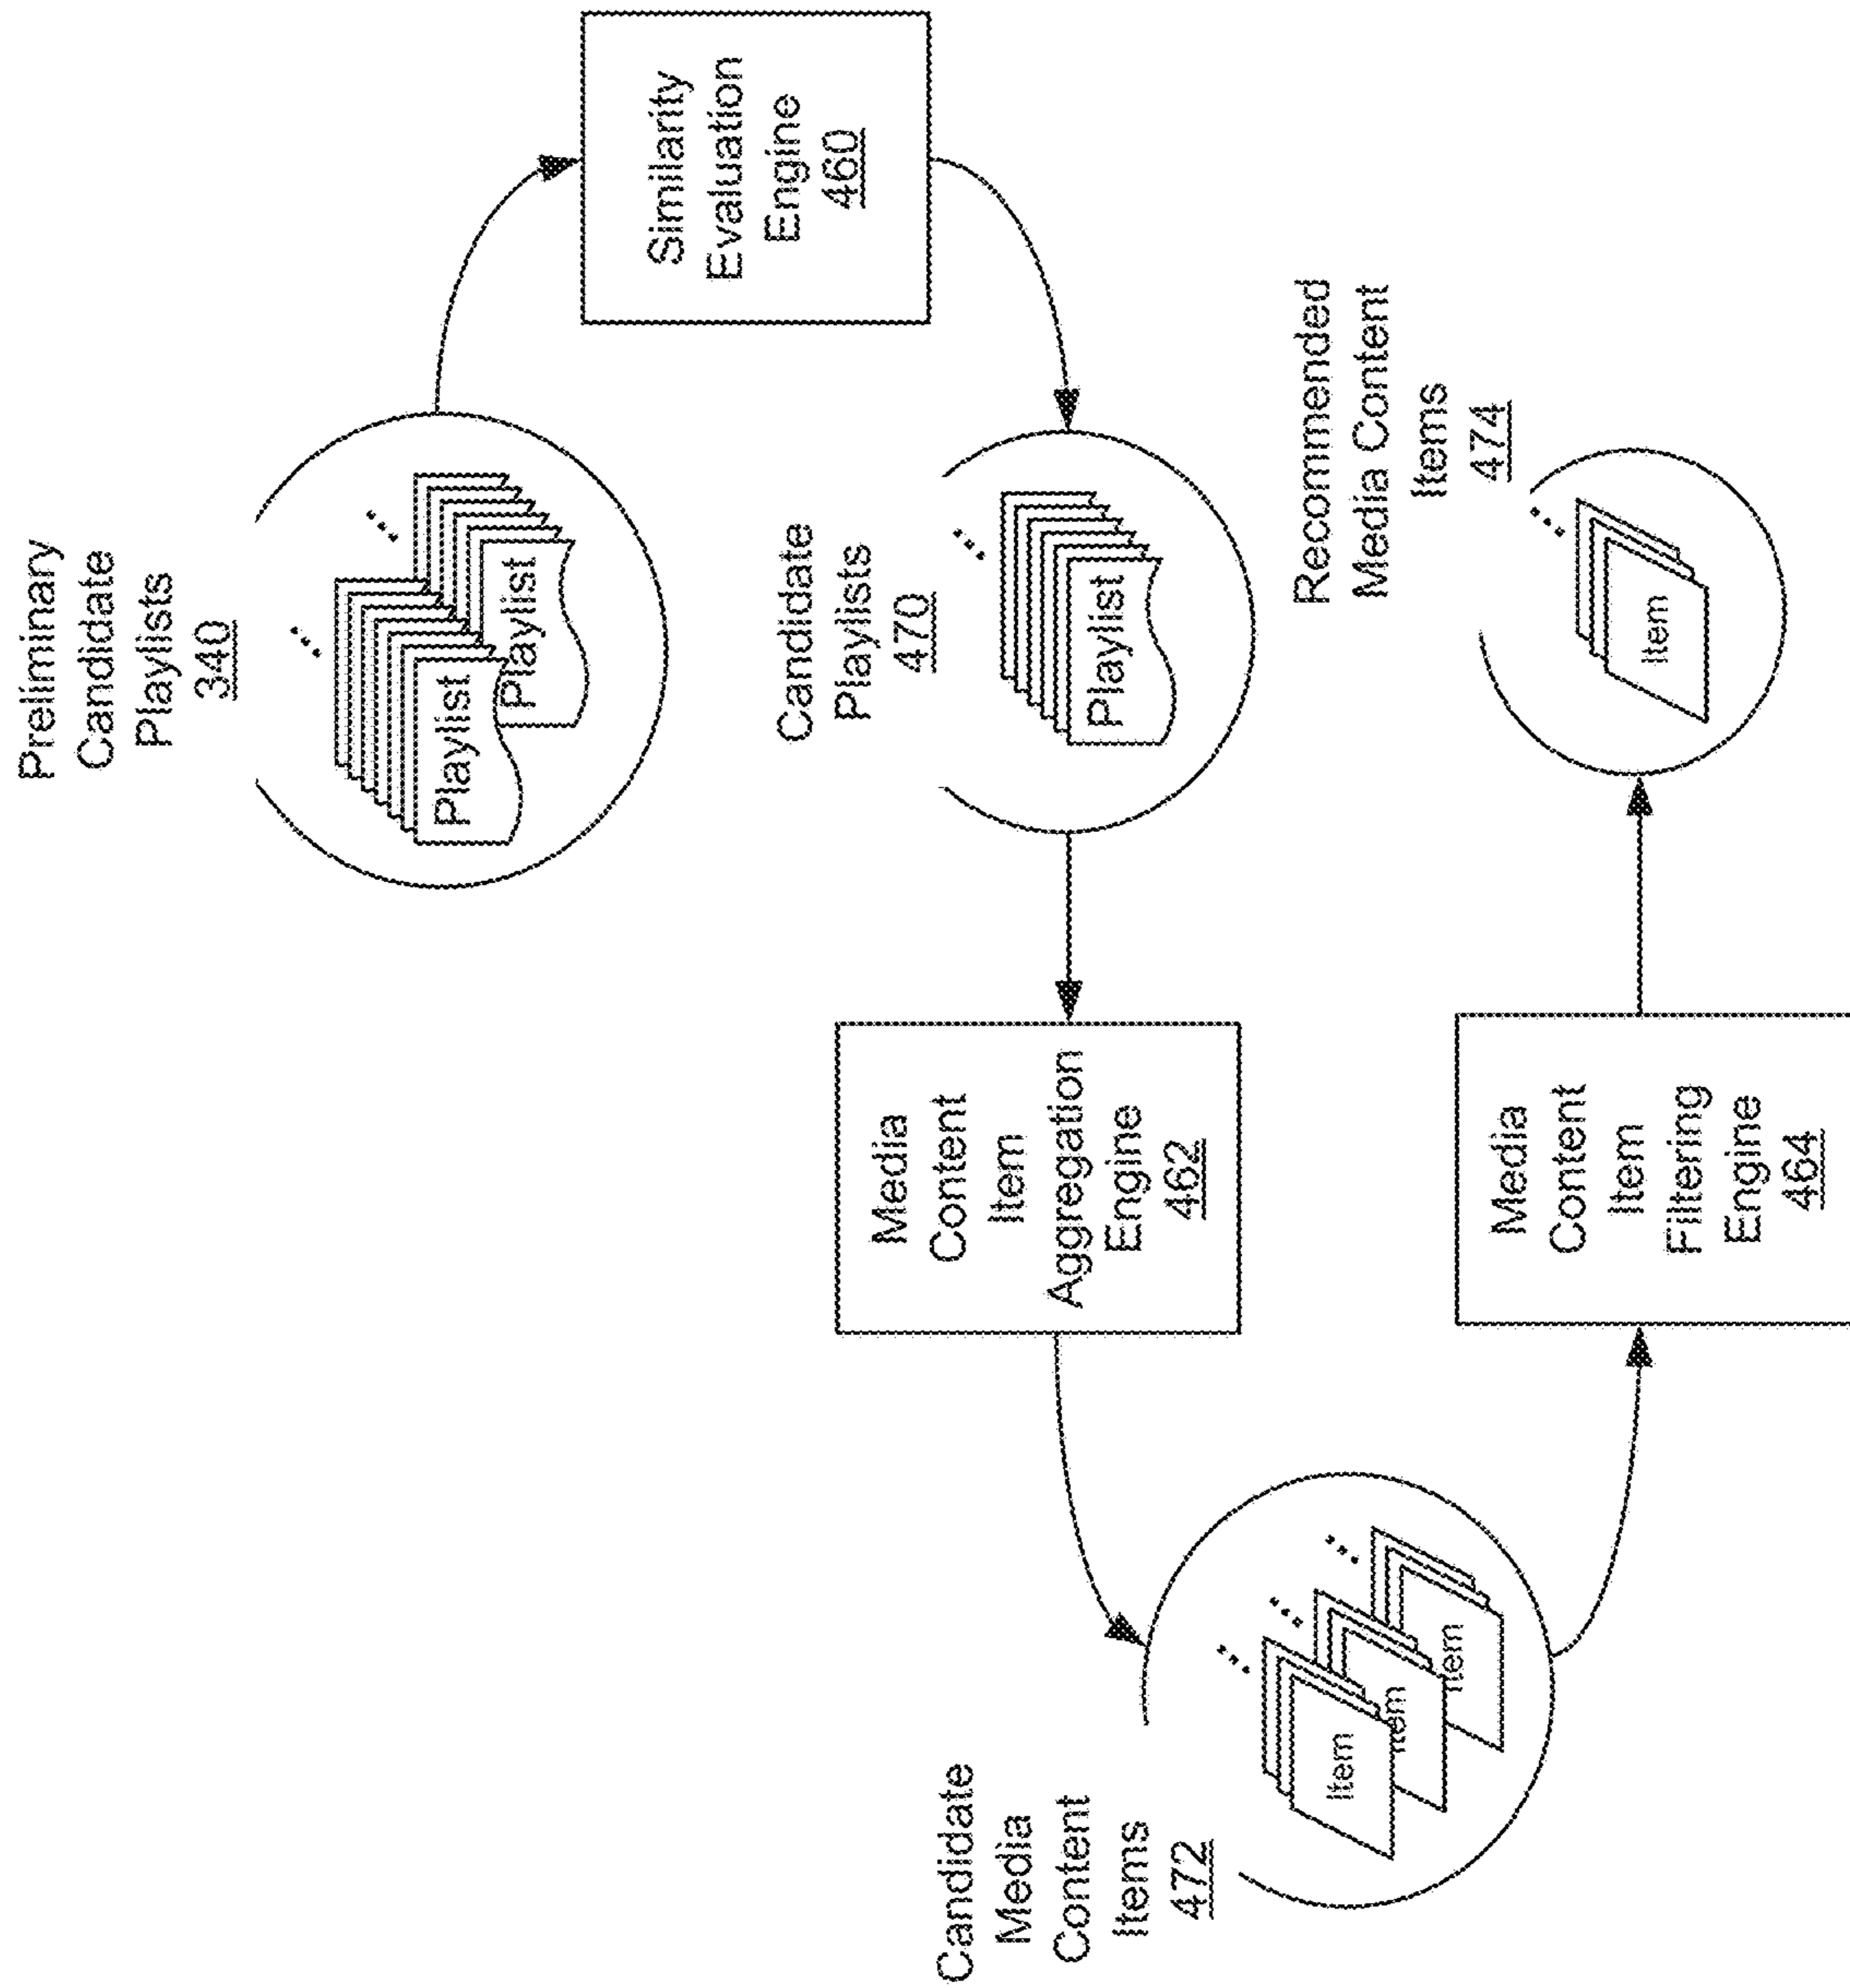 Preliminary
Candidate
Playlists
340
Playlist
Playlist
Similarity
Evaluation
Engine
460
Candidate
Playlists
470
Playlist
Media
Content
Item
Aggregation
Engine
462
Candidate
Media
Content
Items
472
Item
Item
Item
Media
Content
Item
Filtering
Engine
464
Recommended
Media Content
Items
474
Item